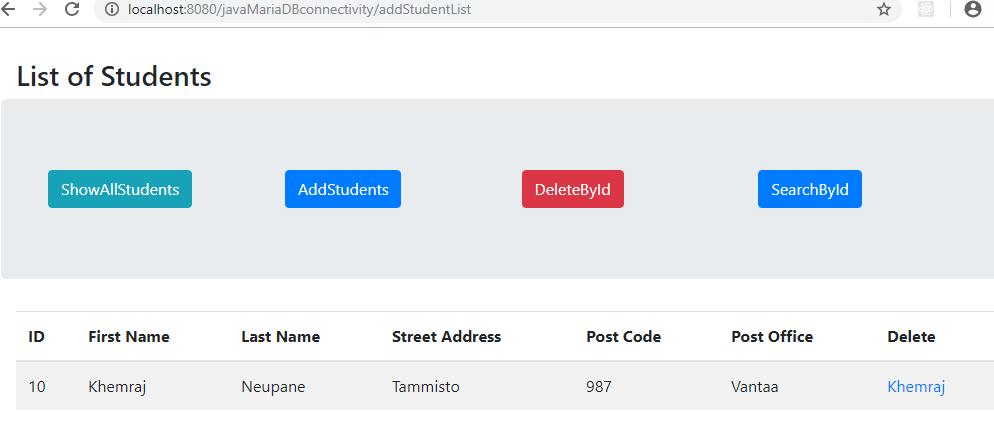 localhost:8080/javaMariaDBconnectivity/addStudentList
List of Students
ShowAllStudents AddStudents DeleteById SearchById
ID First Name Last Name Street Address Post Code Post Office Delete
10 Khemraj Neupane Tammisto 987 Vantaa Khemraj